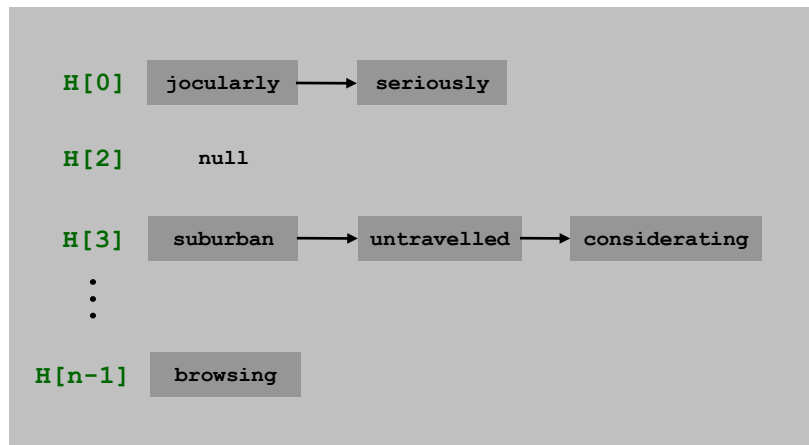 H[0] jocularly seriously
H[2] null
H[3] suburban untravelled considerating
H[n-1] browsing